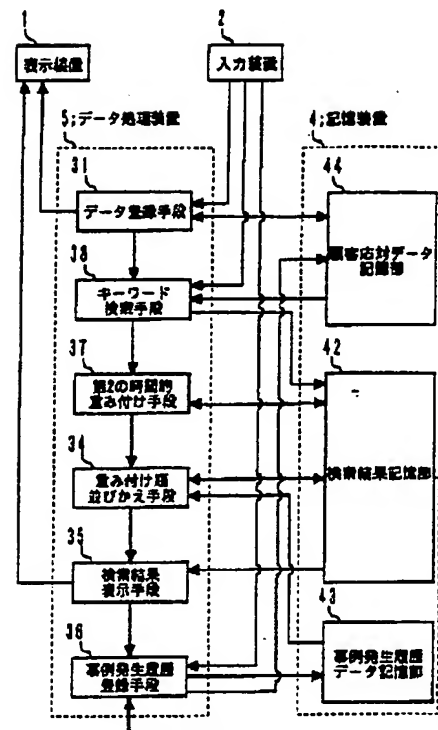 1
表示装置
2
入力装置
5;データ処理装置
4;記憶装置
31
データ登録手段
44
顧客応対データ
記憶部
38
キーワード
検索手段
37
第2の時間的
重み付け手段
42
検索結果記憶部
34
重み付け順
並びかえ手段
35
検索結果
表示手段
43
事例発生履歴
データ記憶部
36
事例発生履歴
登録手段